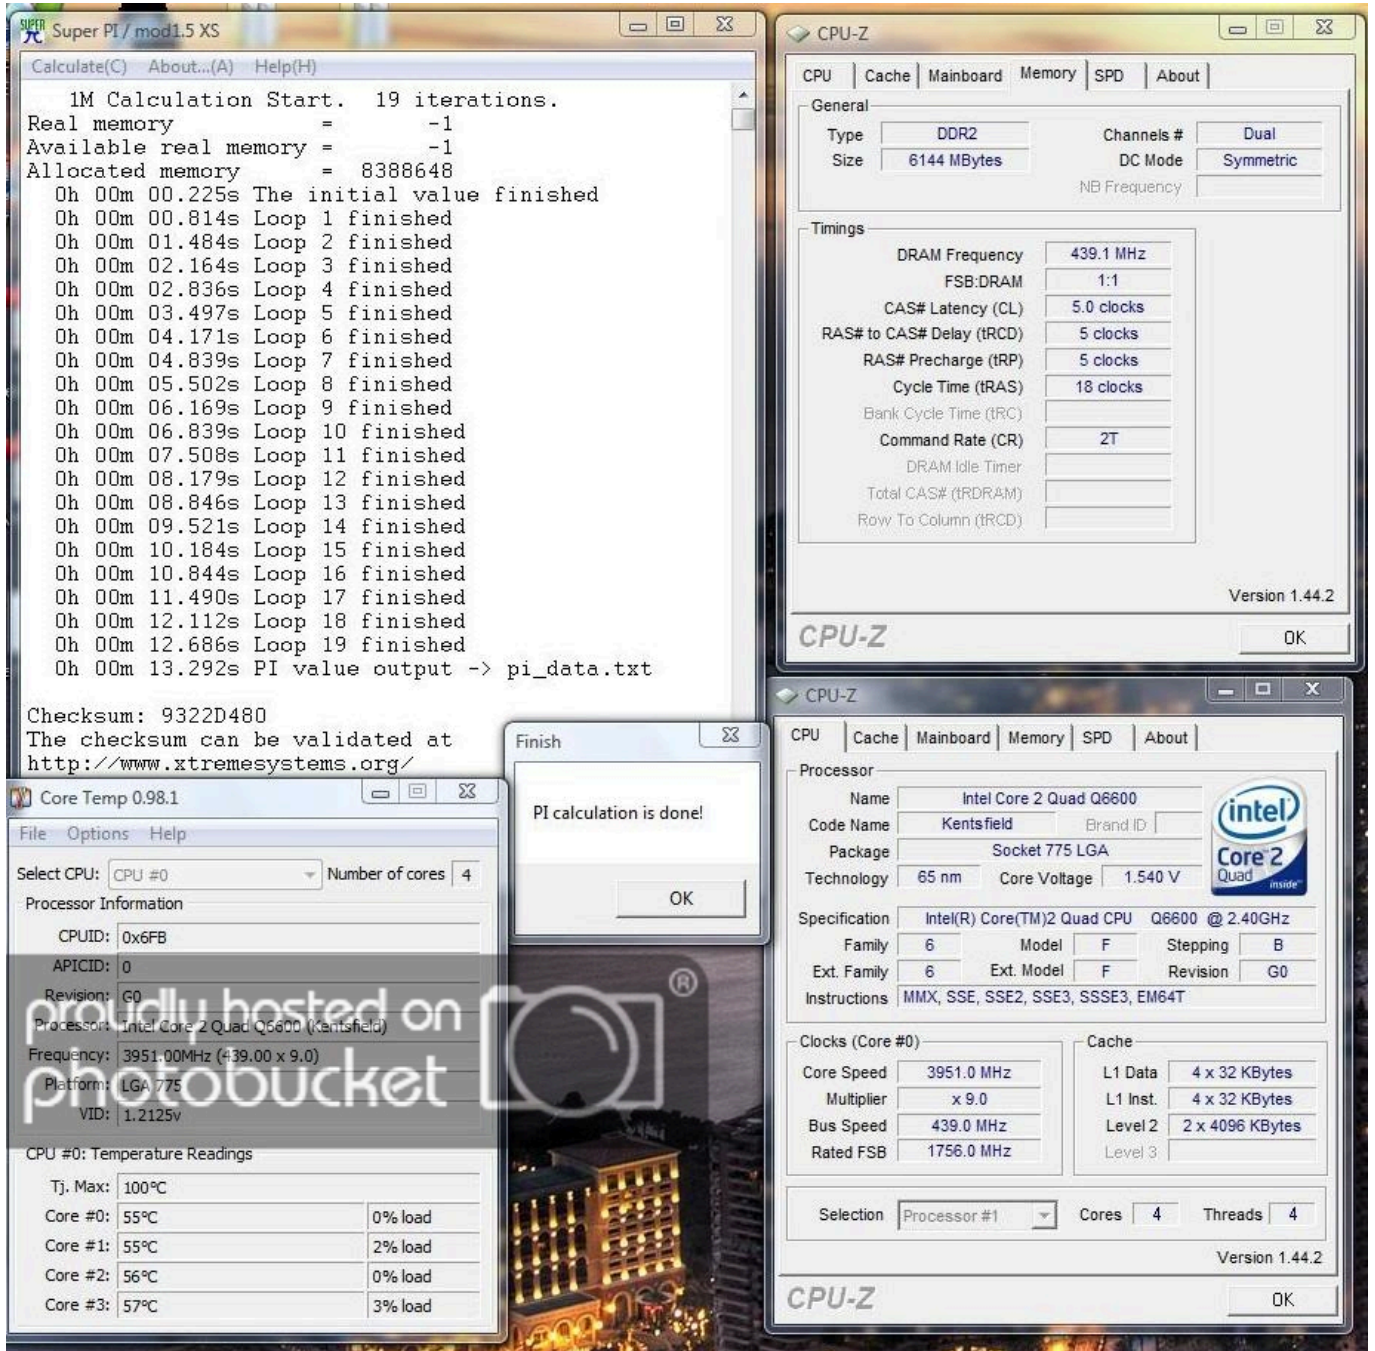 Super PI / mod1.5 XS
Calculate(C) About...(A) Help(H)
1M Calculation Start. 19 iterations.
Real memory = -1
Available real memory = -1
Allocated memory = 8388648
0h 00m 00.225s The initial value finished
0h 00m 00.814s Loop 1 finished
0h 00m 01.484s Loop 2 finished
0h 00m 02.164s Loop 3 finished
0h 00m 02.836s Loop 4 finished
0h 00m 03.497s Loop 5 finished
0h 00m 04.171s Loop 6 finished
0h 00m 04.839s Loop 7 finished
0h 00m 05.502s Loop 8 finished
0h 00m 06.169s Loop 9 finished
0h 00m 06.839s Loop 10 finished
0h 00m 07.508s Loop 11 finished
0h 00m 08.179s Loop 12 finished
0h 00m 08.846s Loop 13 finished
0h 00m 09.521s Loop 14 finished
0h 00m 10.184s Loop 15 finished
0h 00m 10.844s Loop 16 finished
0h 00m 11.490s Loop 17 finished
0h 00m 12.112s Loop 18 finished
0h 00m 12.686s Loop 19 finished
0h 00m 13.292s PI value output -> pi_data.txt
Checksum: 9322D480
The checksum can be validated at
http://www.xtremesystems.org/
CPU-Z
CPU Cache Mainboard Memory SPD About
General
Type DDR2 Channels # Dual
Size 6144 MBytes DC Mode Symmetric
NB Frequency
Timings
DRAM Frequency 439.1 MHz
FSB:DRAM 1:1
CAS# Latency (CL) 5.0 clocks
RAS# to CAS# Delay (tRCD) 5 clocks
RAS# Precharge (tRP) 5 clocks
Cycle Time (tRAS) 18 clocks
Bank Cycle Time (tRC)
Command Rate (CR) 2T
DRAM Idle Timer
Total CAS# (tRDRAM)
Row To Column (tRCD)
Version 1.44.2
CPU-Z OK
Finish
PI calculation is done!
OK
Core Temp 0.98.1
File Options Help
Select CPU: CPU #0 Number of cores 4
Processor Information
CPUID: 0x6FB
APICID: 0
Revision: G0
Processor: Intel Core 2 Quad Q6600 (Kentsfield)
Frequency: 3951.00MHz (439.00 x 9.0)
Platform: LGA 775
VID: 1.2125v
CPU #0: Temperature Readings
Tj. Max: 100°C
Core #0: 55°C 0% load
Core #1: 55°C 2% load
Core #2: 56°C 0% load
Core #3: 57°C 3% load
proudly hosted on
photobucket
®
CPU-Z
CPU Cache Mainboard Memory SPD About
Processor
Name Intel Core 2 Quad Q6600
Code Name Kentsfield Brand ID
Package Socket 775 LGA
Technology 65 nm Core Voltage 1.540 V
intel
Core 2
Quad inside
Specification Intel(R) Core(TM)2 Quad CPU Q6600 @ 2.40GHz
Family 6 Model F Stepping B
Ext. Family 6 Ext. Model F Revision G0
Instructions MMX, SSE, SSE2, SSE3, SSSE3, EM64T
Clocks (Core #0)
Core Speed 3951.0 MHz
Multiplier x 9.0
Bus Speed 439.0 MHz
Rated FSB 1756.0 MHz
Cache
L1 Data 4 x 32 KBytes
L1 Inst. 4 x 32 KBytes
Level 2 2 x 4096 KBytes
Level 3
Selection Processor #1 Cores 4 Threads 4
Version 1.44.2
CPU-Z OK